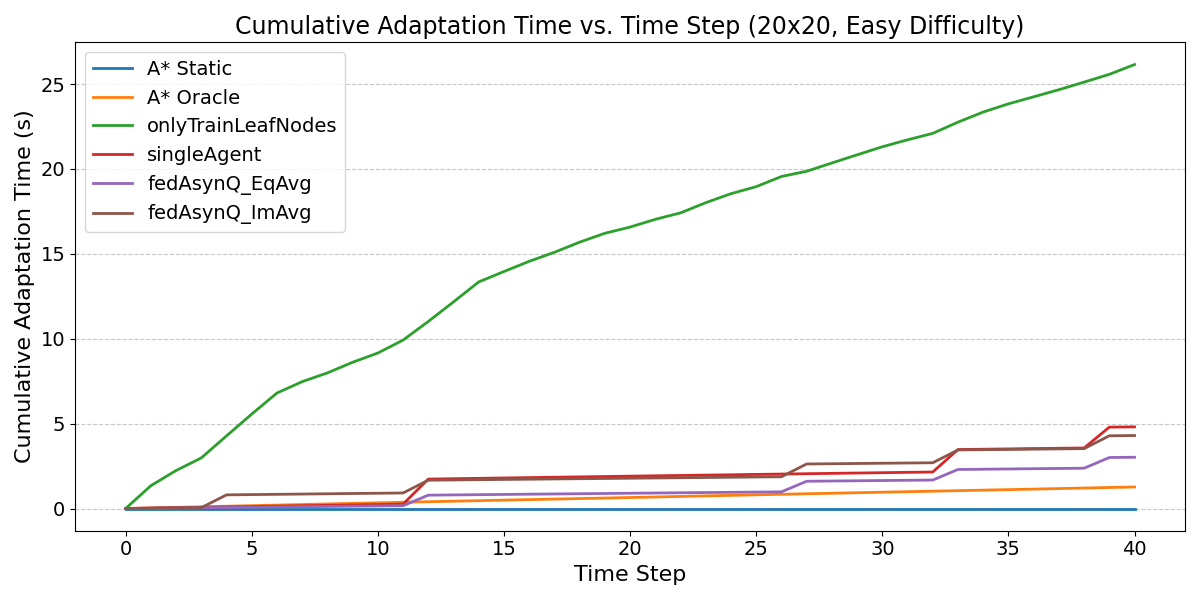 Cumulative Adaptation Time vs. Time Step (20x20, Easy Difficulty)
A* Static
A* Oracle
onlyTrainLeafNodes
singleAgent
fedAsynQ_EqAvg
fedAsynQ_ImAvg
Cumulative Adaptation Time (s)
25
20
15
10
5
0
0 5 10 15 20 25 30 35 40
Time Step